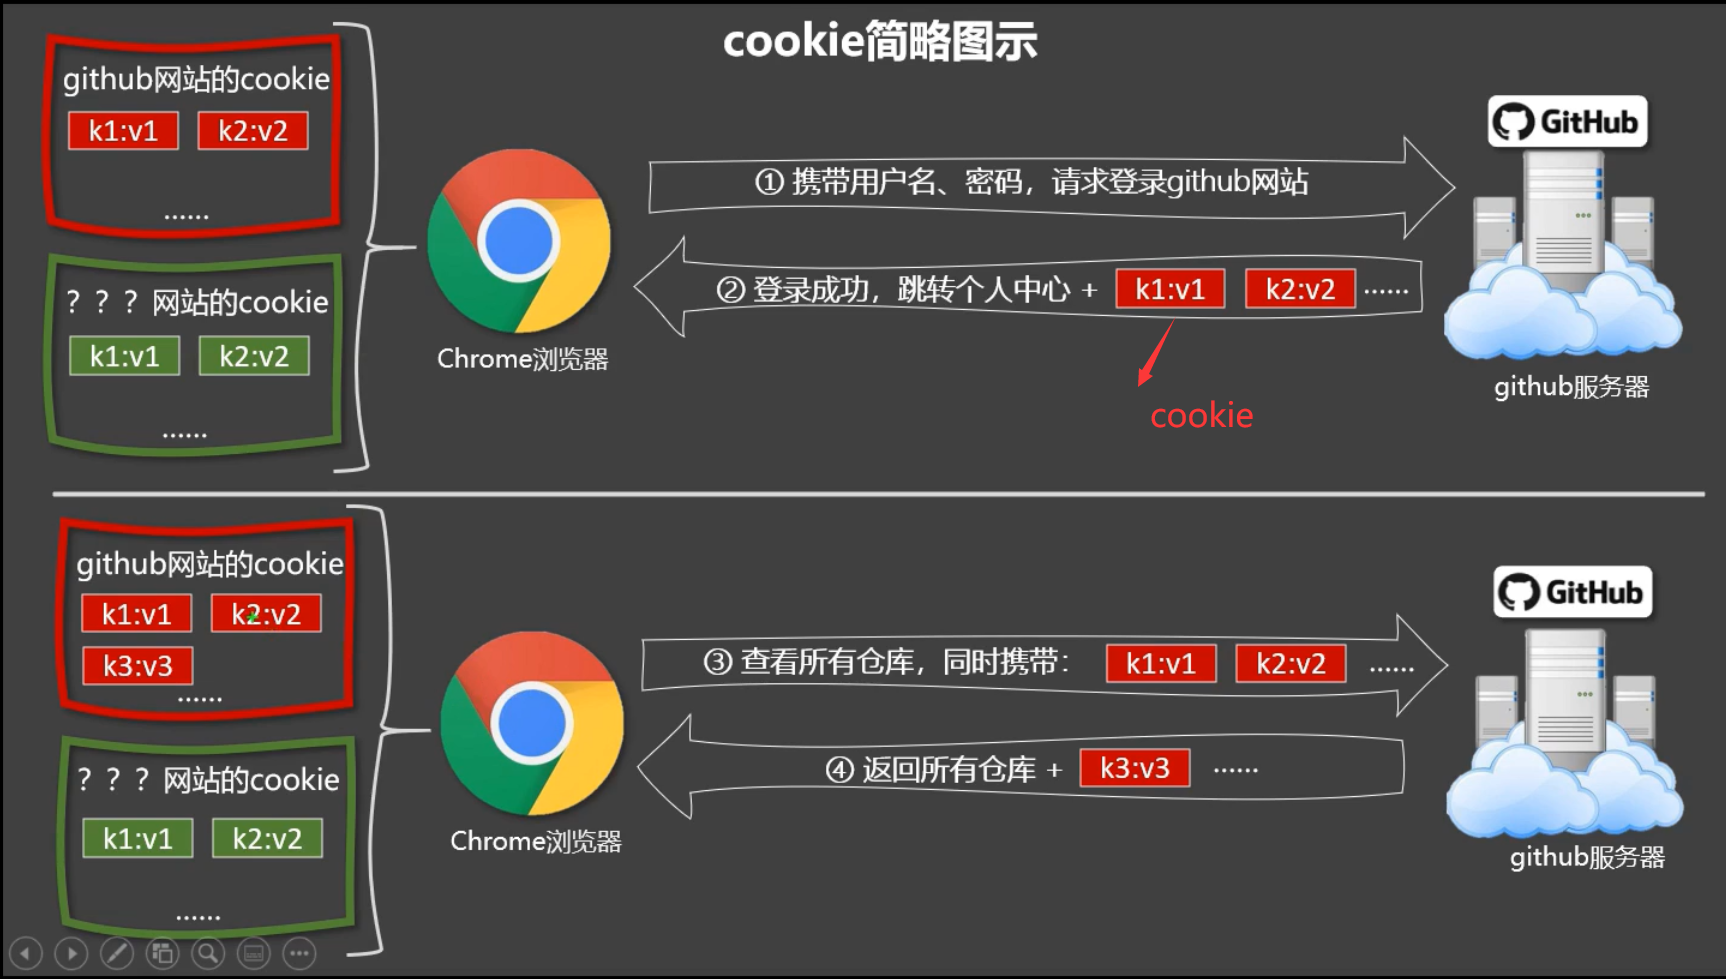 cookie简略图示
github网站的cookie
k1:v1 k2:v2
......
？？？网站的cookie
k1:v1 k2:v2
......
Chrome浏览器
① 携带用户名、密码，请求登录github网站
② 登录成功，跳转个人中心 + k1:v1 k2:v2 ......
cookie
GitHub
github服务器
github网站的cookie
k1:v1 k2:v2
k3:v3
......
？？？网站的cookie
k1:v1 k2:v2
......
Chrome浏览器
③ 查看所有仓库，同时携带： k1:v1 k2:v2 ......
④ 返回所有仓库 + k3:v3 ......
GitHub
github服务器